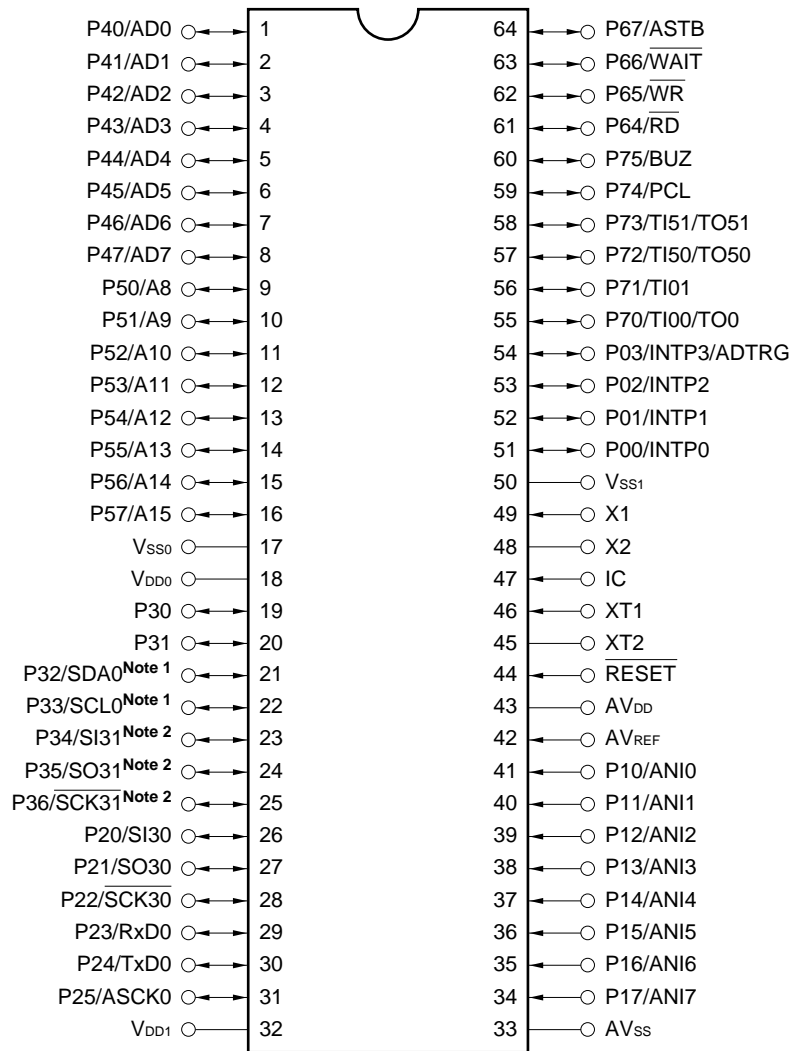 P40/AD0 1 64 P67/ASTB
P41/AD1 2 63 P66/WAIT
P42/AD2 3 62 P65/WR
P43/AD3 4 61 P64/RD
P44/AD4 5 60 P75/BUZ
P45/AD5 6 59 P74/PCL
P46/AD6 7 58 P73/TI51/TO51
P47/AD7 8 57 P72/TI50/TO50
P50/A8 9 56 P71/TI01
P51/A9 10 55 P70/TI00/TO0
P52/A10 11 54 P03/INTP3/ADTRG
P53/A11 12 53 P02/INTP2
P54/A12 13 52 P01/INTP1
P55/A13 14 51 P00/INTP0
P56/A14 15 50 VSS1
P57/A15 16 49 X1
VSS0 17 48 X2
VDD0 18 47 IC
P30 19 46 XT1
P31 20 45 XT2
P32/SDA0Note 1 21 44 RESET
P33/SCL0Note 1 22 43 AVDD
P34/SI31Note 2 23 42 AVREF
P35/SO31Note 2 24 41 P10/ANI0
P36/SCK31Note 2 25 40 P11/ANI1
P20/SI30 26 39 P12/ANI2
P21/SO30 27 38 P13/ANI3
P22/SCK30 28 37 P14/ANI4
P23/RxD0 29 36 P15/ANI5
P24/TxD0 30 35 P16/ANI6
P25/ASCK0 31 34 P17/ANI7
VDD1 32 33 AVSS